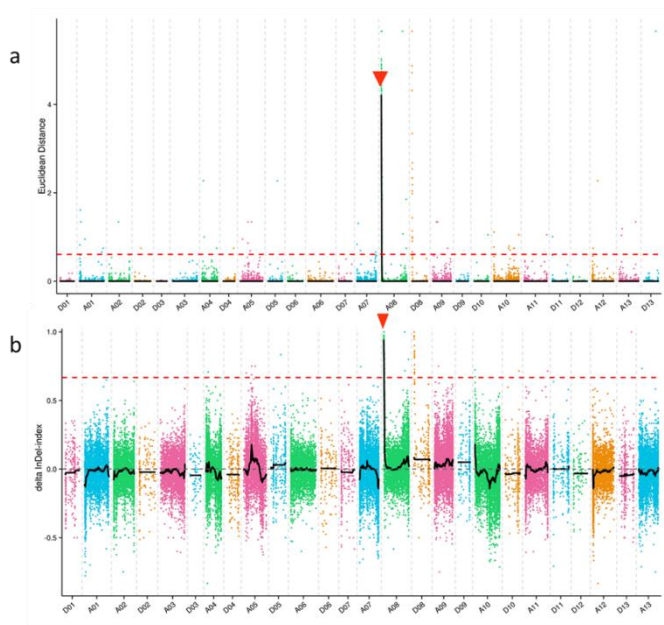 a
Euclidean Distance
4
2
0
D01 A01 A02 D02 D03 A03 A04 D04 A05 D05 D06 A06 D07 A07 A08 D08 A09 D09 D10 A10 A11 D11 D12 A12 A13 D13
b
delta InDel-index
1.0
0.5
0.0
-0.5
D01 A01 A02 D02 A03 D03 A04 D04 A05 D05 A06 D06 D07 A07 A08 D08 A09 D09 A10 D10 A11 D11 D12 A12 D13 A13